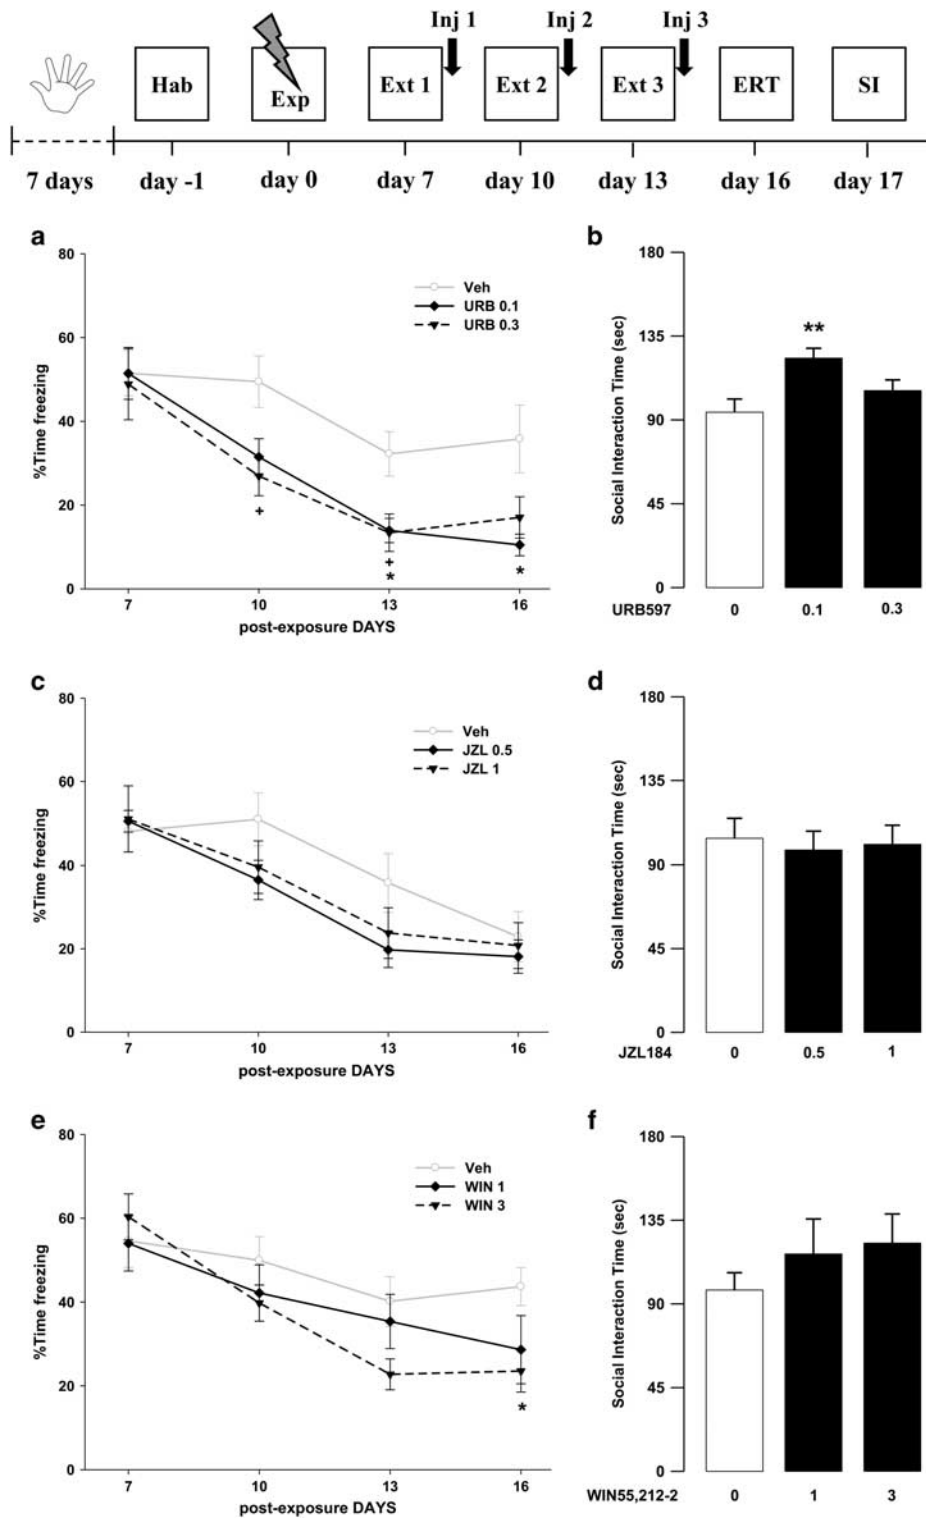 Inj 1 Inj 2 Inj 3
Hab Exp Ext 1 Ext 2 Ext 3 ERT SI
7 days day -1 day 0 day 7 day 10 day 13 day 16 day 17
a
80
60
40
20
0
%Time freezing
Veh
URB 0.1
URB 0.3
+
+
*
*
7 10 13 16
post-exposure DAYS
b
180
135
90
45
0
Social Interaction Time (sec)
**
URB597 0 0.1 0.3
c
80
60
40
20
0
%Time freezing
Veh
JZL 0.5
JZL 1
7 10 13 16
post-exposure DAYS
d
180
135
90
45
0
Social Interaction Time (sec)
JZL184 0 0.5 1
e
80
60
40
20
0
%Time freezing
Veh
WIN 1
WIN 3
*
7 10 13 16
post-exposure DAYS
f
180
135
90
45
0
Social Interaction Time (sec)
WIN55,212-2 0 1 3